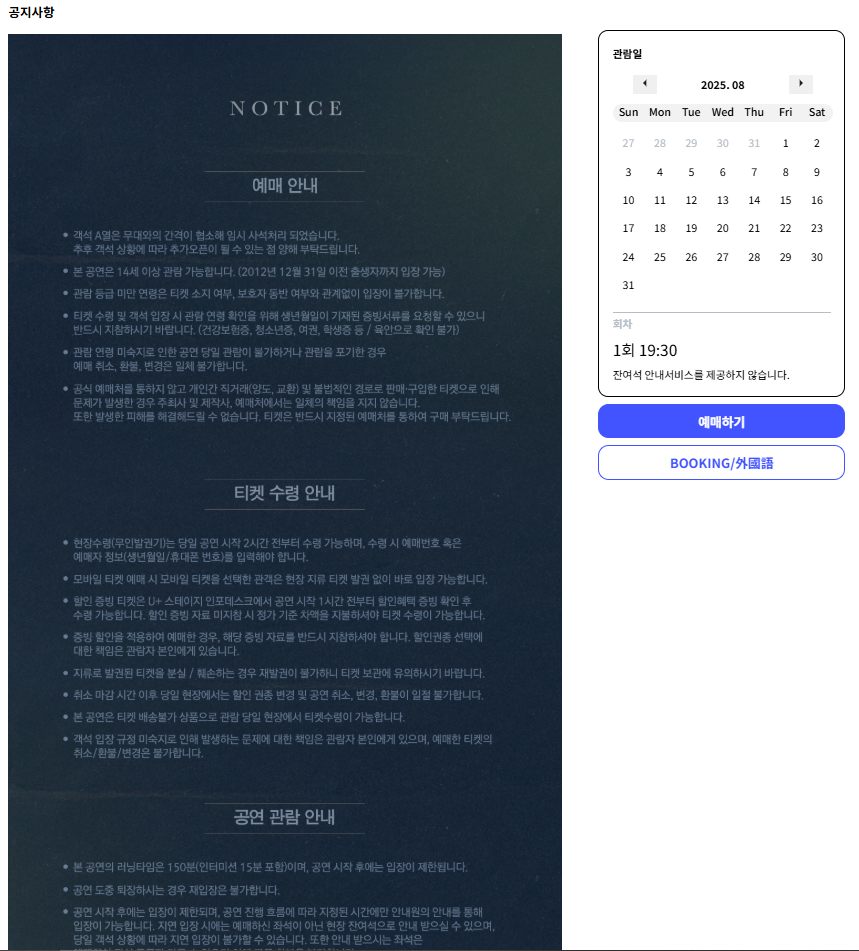 공지사항
NOTICE
예매 안내
• 객석 A열은 무대와의 간격이 협소해 임시 사석처리 되었습니다.
추후 객석 상황에 따라 추가오픈이 될 수 있는 점 양해 부탁드립니다.
• 본 공연은 14세 이상 관람 가능합니다. (2012년 12월 31일 이전 출생자까지 입장 가능)
• 관람 등급 미만 연령은 티켓 소지 여부, 보호자 동반 여부와 관계없이 입장이 불가합니다.
• 티켓 수령 및 객석 입장 시 관람 연령 확인을 위해 생년월일이 기재된 증빙서류를 요청할 수 있으니
반드시 지참하시기 바랍니다. (건강보험증, 청소년증, 여권, 학생증 등 / 육안으로 확인 불가)
• 관람 연령 미숙지로 인한 공연 당일 관람이 불가하거나 관람을 포기한 경우
예매 취소, 환불, 변경은 일체 불가합니다.
• 공식 예매처를 통하지 않고 개인간 직거래(양도, 교환) 및 불법적인 경로로 판매·구입한 티켓으로 인해
문제가 발생한 경우 주최사 및 제작사, 예매처에서는 일체의 책임을 지지 않습니다.
또한 발생한 피해를 해결해드릴 수 없습니다. 티켓은 반드시 지정된 예매처를 통하여 구매 부탁드립니다.
티켓 수령 안내
• 현장수령(무인발권기)는 당일 공연 시작 2시간 전부터 수령 가능하며, 수령 시 예매번호 혹은
예매자 정보(생년월일/휴대폰 번호)를 입력해야 합니다.
• 모바일 티켓 예매 시 모바일 티켓을 선택한 관객은 현장 지류 티켓 발권 없이 바로 입장 가능합니다.
• 할인 증빙 티켓은 U+ 스테이지 인포데스크에서 공연 시작 1시간 전부터 할인혜택 증빙 확인 후
수령 가능합니다. 할인 증빙 자료 미지참 시 정가 기준 차액을 지불하셔야 티켓 수령이 가능합니다.
• 중빙 할인을 적용하여 예매한 경우, 해당 증빙 자료를 반드시 지참하셔야 합니다. 할인권종 선택에
대한 책임은 관람자 본인에게 있습니다.
• 지류로 발권된 티켓을 분실 / 훼손하는 경우 재발권이 불가하니 티켓 보관에 유의하시기 바랍니다.
• 취소 마감 시간 이후 당일 현장에서는 할인 권종 변경 및 공연 취소, 변경, 환불이 일절 불가합니다.
• 본 공연은 티켓 배송불가 상품으로 관람 당일 현장에서 티켓수령이 가능합니다.
• 객석 입장 규정 미숙지로 인해 발생하는 문제에 대한 책임은 관람자 본인에게 있으며, 예매한 티켓의
취소/환불/변경은 불가합니다.
공연 관람 안내
• 본 공연의 러닝타임은 150분(인터미션 15분 포함)이며, 공연 시작 후에는 입장이 제한됩니다.
• 공연 도중 퇴장하시는 경우 재입장은 불가합니다.
• 공연 시작 후에는 입장이 제한되며, 공연 진행 흐름에 따라 지정된 시간에만 안내원의 안내를 통해
입장이 가능합니다. 지연 입장 시에는 예매하신 좌석이 아닌 현장 잔여석으로 안내 받으실 수 있으며,
당일 객석 상황에 따라 지연 입장이 불가할 수 있습니다. 또한 안내 받으시는 좌석은
관람일
2025. 08
Sun Mon Tue Wed Thu Fri Sat
27 28 29 30 31 1 2
3 4 5 6 7 8 9
10 11 12 13 14 15 16
17 18 19 20 21 22 23
24 25 26 27 28 29 30
31
회차
1회 19:30
잔여석 안내서비스를 제공하지 않습니다.
예매하기
BOOKING/外國語